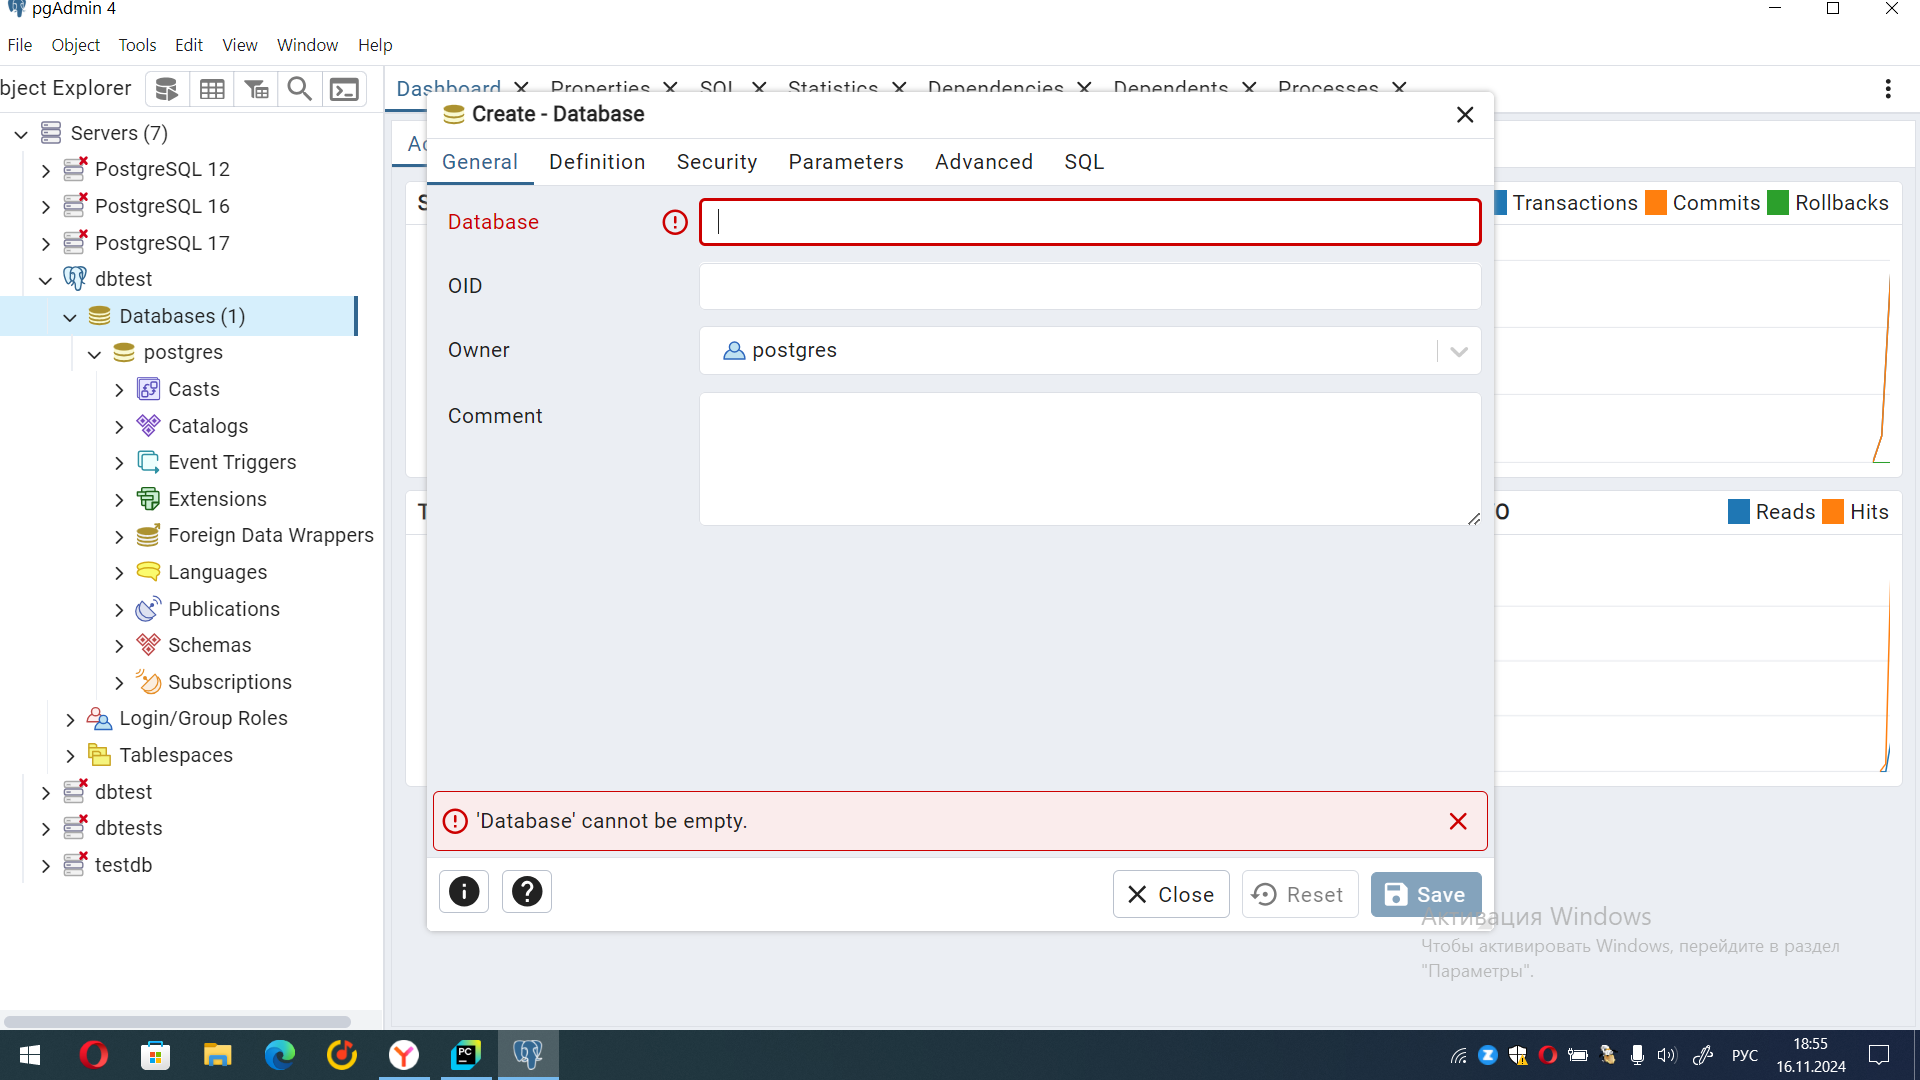 pgAdmin 4
File Object Tools Edit View Window Help
bject Explorer
Dashboard Properties SQL Statistics Dependencies Dependents Processes
Servers (7)
PostgreSQL 12
PostgreSQL 16
PostgreSQL 17
dbtest
Databases (1)
postgres
Casts
Catalogs
Event Triggers
Extensions
Foreign Data Wrappers
Languages
Publications
Schemas
Subscriptions
Login/Group Roles
Tablespaces
dbtest
dbtests
testdb
Create - Database
General Definition Security Parameters Advanced SQL
Database
OID
Owner postgres
Comment
'Database' cannot be empty.
Close Reset Save
Transactions Commits Rollbacks
Reads Hits
Активация Windows
Чтобы активировать Windows, перейдите в раздел
"Параметры".
PC
РУС
18:55
16.11.2024